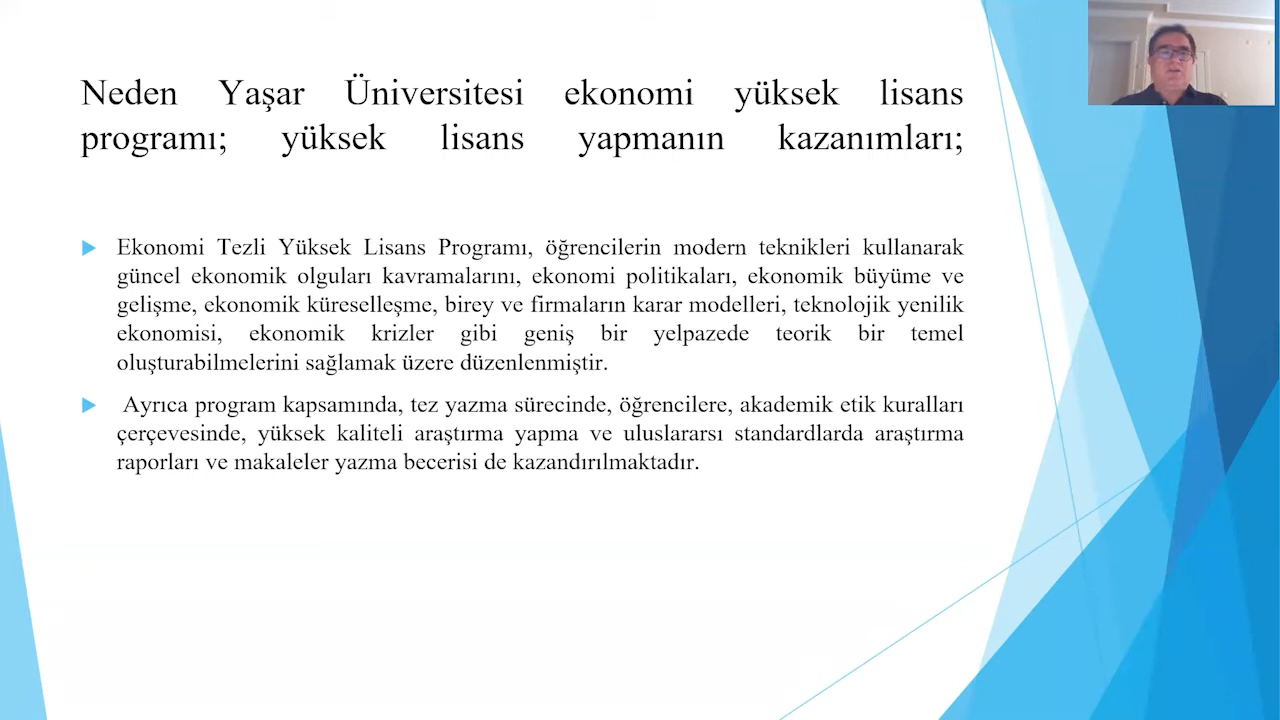 Neden Yaşar Üniversitesi ekonomi yüksek lisans
programı; yüksek lisans yapmanın kazanımları;
Ekonomi Tezli Yüksek Lisans Programı, öğrencilerin modern teknikleri kullanarak
güncel ekonomik olguları kavramalarını, ekonomi politikaları, ekonomik büyüme ve
gelişme, ekonomik küreselleşme, birey ve firmaların karar modelleri, teknolojik yenilik
ekonomisi, ekonomik krizler gibi geniş bir yelpazede teorik bir temel
oluşturabilmelerini sağlamak üzere düzenlenmiştir.
Ayrıca program kapsamında, tez yazma sürecinde, öğrencilere, akademik etik kuralları
çerçevesinde, yüksek kaliteli araştırma yapma ve uluslararsı standardlarda araştırma
raporları ve makaleler yazma becerisi de kazandırılmaktadır.